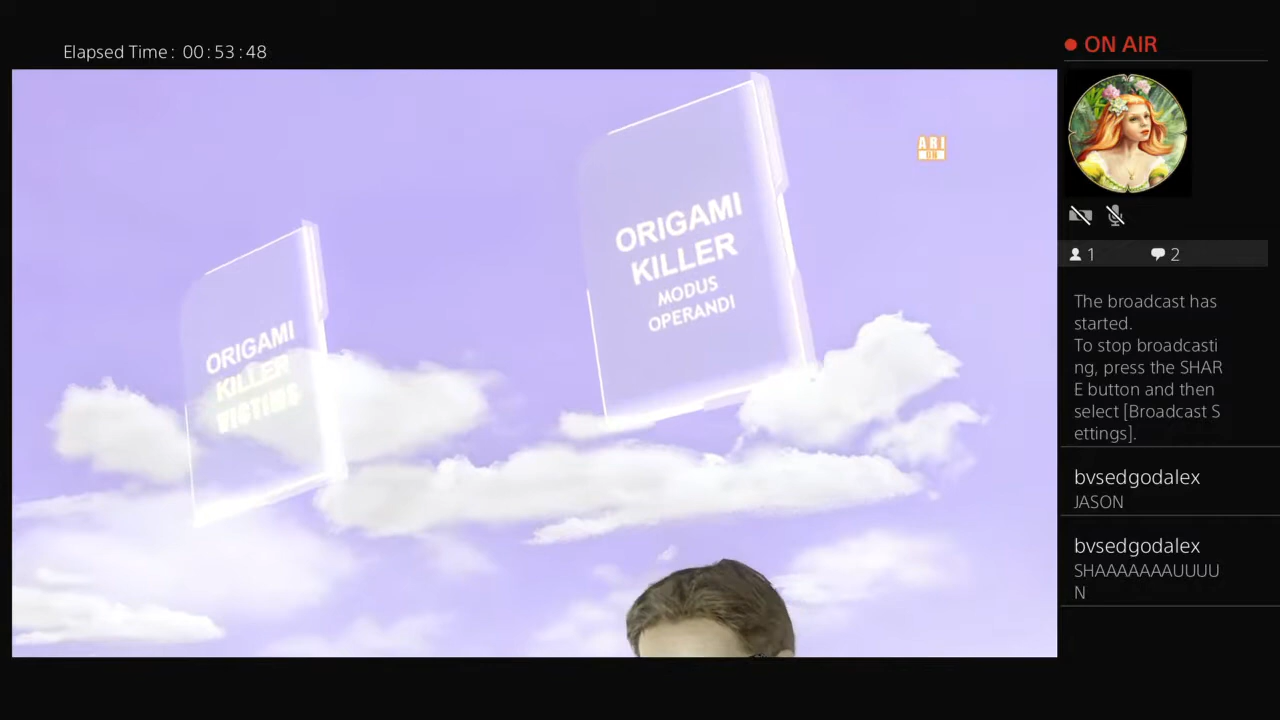 Elapsed Time: 00:53:48
ON AIR
ARI
ORIGAMI
KILLER
MODUS
OPERANDI
ORIGAMI
KILLER
VICTIMS
1
2
The broadcast has
started.
To stop broadcasti
ng, press the SHAR
E button and then
select [Broadcast S
ettings].
bvsedgodalex
JASON
bvsedgodalex
SHAAAAAAAUUUU
N